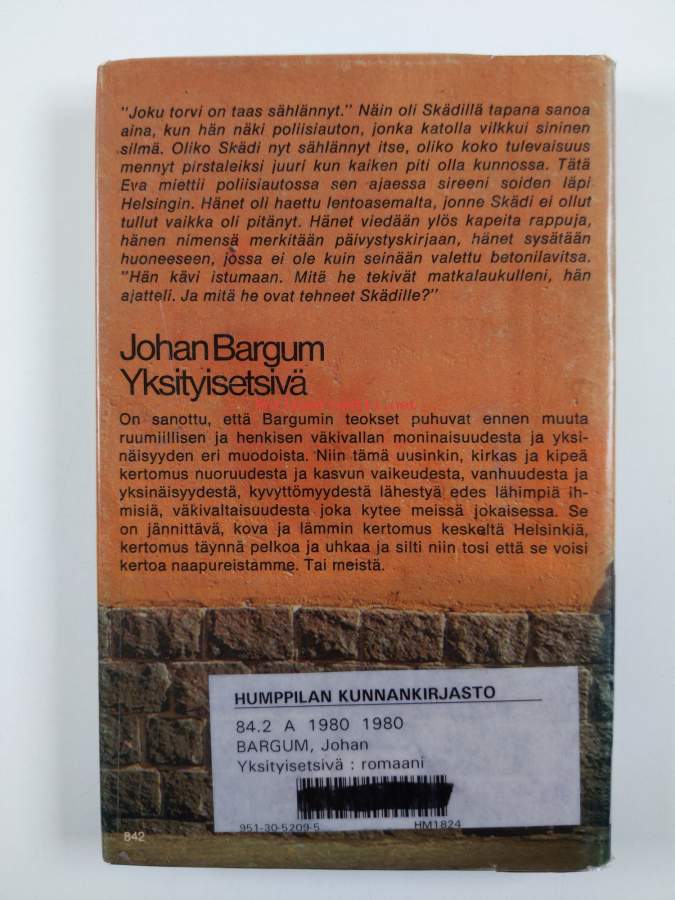 "Joku torvi on taas sählännyt." Näin oli Skädillä tapana sanoa
aina, kun hän näki poliisiauton, jonka katolla vilkkui sininen
silmä. Oliko Skädi nyt sählännyt itse, oliko koko tulevaisuus
mennyt pirstaleiksi juuri kun kaiken piti olla kunnossa. Tätä
Eva miettii poliisiautossa sen ajaessa sireeni soiden läpi
Helsingin. Hänet oli haettu lentoasemalta, jonne Skädi ei ollut
tullut vaikka oli pitänyt. Hänet viedään ylös kapeita rappuja,
hänen nimensä merkitään päivystyskirjaan, hänet sysätään
huoneeseen, jossa ei ole kuin seinään valettu betonilavitsa.
"Hän kävi istumaan. Mitä he tekivät matkalaukulleni, hän
ajatteli. Ja mitä he ovat tehneet Skädille?"
Johan Bargum
Yksityisetsivä
On sanottu, että Bargumin teokset puhuvat ennen muuta
ruumiillisen ja henkisen väkivallan moninaisuudesta ja yksi-
näisyyden eri muodoista. Niin tämä uusinkin, kirkas ja kipeä
kertomus nuoruudesta ja kasvun vaikeudesta, vanhuudesta ja
yksinäisyydestä, kyvyttömyydestä lähestyä edes lähimpiä ih-
misiä, väkivaltaisuudesta joka kytee meissä jokaisessa. Se
on jännittävä, kova ja lämmin kertomus keskeltä Helsinkiä,
kertomus täynnä pelkoa ja uhkaa ja silti niin tosi että se voisi
kertoa naapureistamme. Tai meistä.
HUMPPILAN KUNNANKIRJASTO
84.2 A 1980 1980
BARGUM, Johan
Yksityisetsivä : romaani
951-30-5209-5 HM1824
842